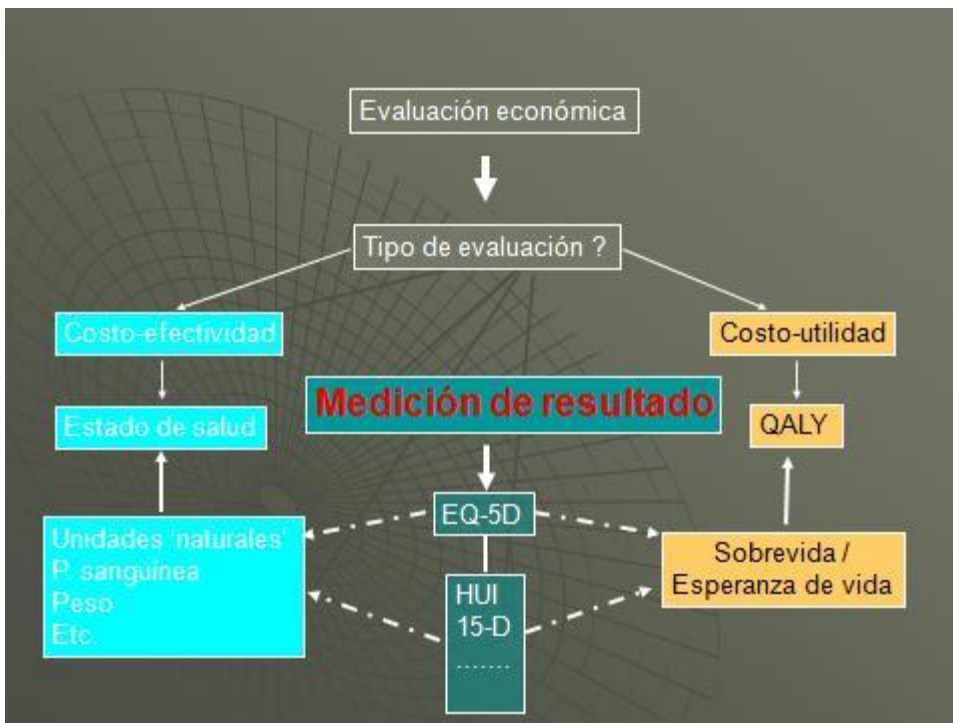 Evaluación económica
Tipo de evaluación ?
Costo-efectividad
Costo-utilidad
Medición de resultado
Estado de salud
QALY
EQ-5D
Unidades 'naturales'
P. sanguínea
Peso
Etc.
HUI
15-D
.......
Sobrevida /
Esperanza de vida